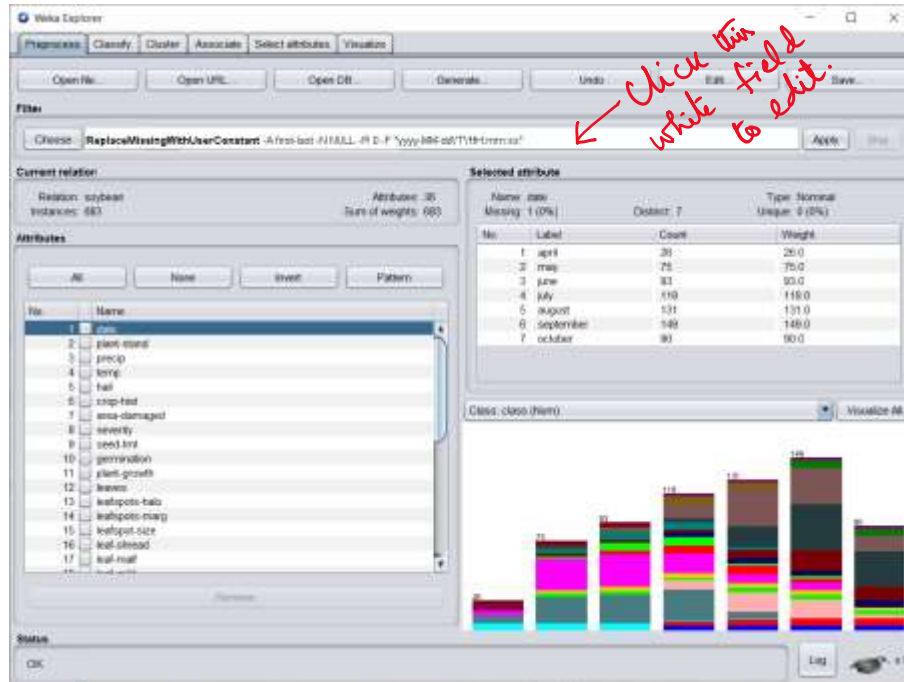 Weka Explorer
Preprocess Classify Cluster Associate Select attributes Visualize
click this
white field
to edit.
Open file... Open URL... Open DB... Generate... Undo Edit... Save...
Filter
Choose ReplaceMissingWithUserConstant -A first-last -N NULL -R 0 -F Apply Stop
Current relation
Relation: soybean Attributes: 36
Instances: 683 Sum of weights: 683
Selected attribute
Name: date Type: Nominal
Missing: 1 (0%) Distinct: 7 Unique: 0 (0%)
No. Label Count Weight
1 april 26 26.0
2 may 75 75.0
3 june 93 93.0
4 july 118 118.0
5 august 131 131.0
6 september 149 149.0
7 october 90 90.0
Attributes
All None Invert Pattern
No. Name
1 date
2 plant-stand
3 precip
4 temp
5 hail
6 crop-hist
7 area-damaged
8 severity
9 seed-tmt
10 germination
11 plant-growth
12 leaves
13 leafspots-halo
14 leafspots-marg
15 leafspot-size
16 leaf-shread
17 leaf-malf
Remove
Class: class (Nom) Visualize All
26
75
93
118
131
149
90
Status
OK
Log